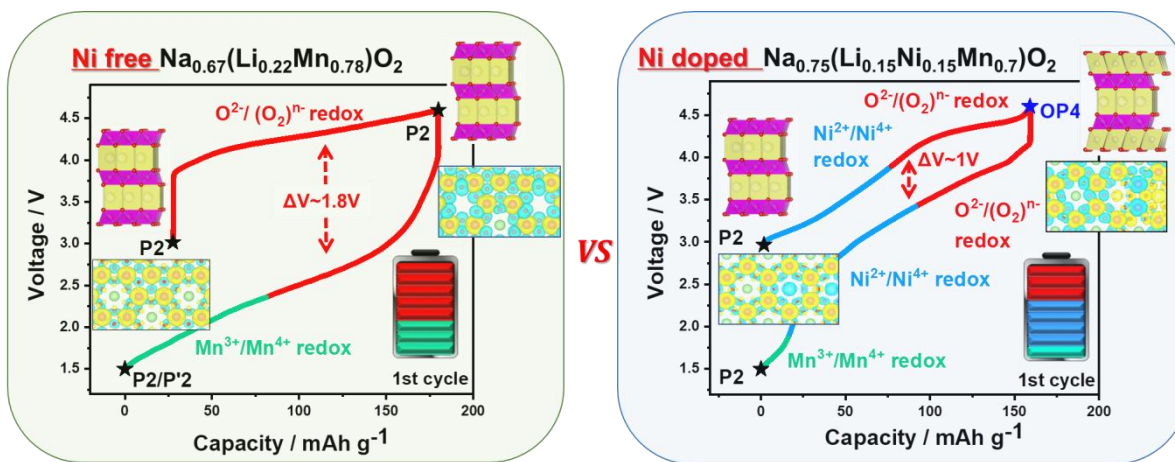 Ni free Na0.67(Li0.22Mn0.78)O2
O2-/ (O2)n- redox
P2
ΔV~1.8V
P2
Mn3+/Mn4+ redox
P2/P'2
1st cycle
Voltage / V
4.5
4.0
3.5
3.0
2.5
2.0
1.5
0 50 100 150 200
Capacity / mAh g-1
VS
Ni doped Na0.75(Li0.15Ni0.15Mn0.7)O2
O2-/(O2)n- redox
OP4
Ni2+/Ni4+
redox
ΔV~1V
O2-/(O2)n-
redox
P2
Ni2+/Ni4+ redox
Mn3+/Mn4+ redox
P2
1st cycle
Voltage / V
4.5
4.0
3.5
3.0
2.5
2.0
1.5
0 50 100 150 200
Capacity / mAh g-1